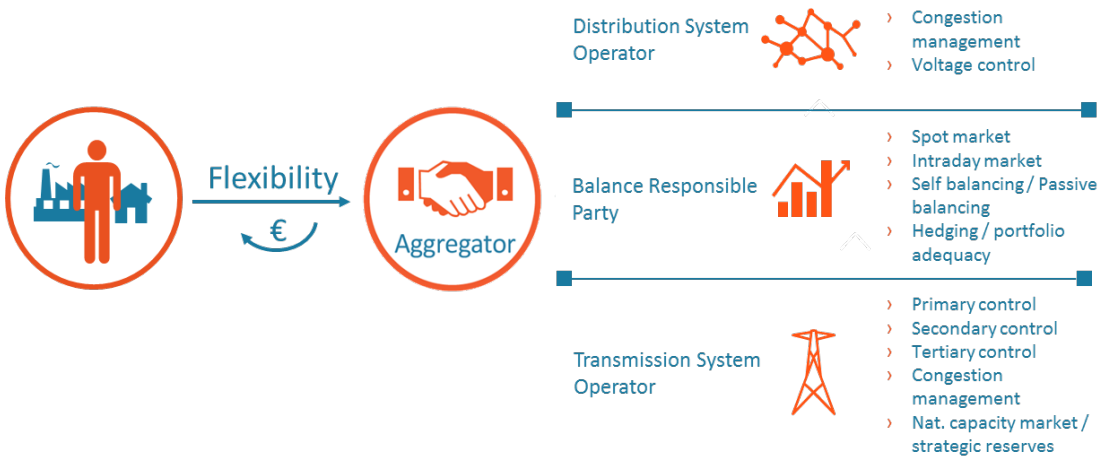 Flexibility
€
Aggregator
Distribution System
Operator
› Congestion
management
› Voltage control
Balance Responsible
Party
› Spot market
› Intraday market
› Self balancing / Passive
balancing
› Hedging / portfolio
adequacy
Transmission System
Operator
› Primary control
› Secondary control
› Tertiary control
› Congestion
management
› Nat. capacity market /
strategic reserves